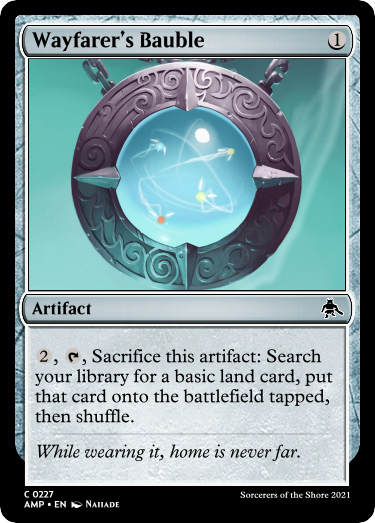 Wayfarer's Bauble 1
Artifact
2, , Sacrifice this artifact: Search
your library for a basic land card, put
that card onto the battlefield tapped,
then shuffle.
While wearing it, home is never far.
C 0227
AMP • EN Naiiade
Sorcerers of the Shore 2021